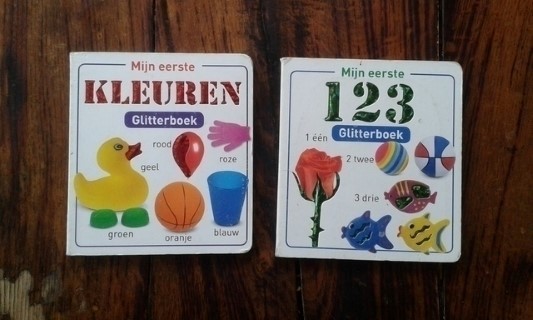 Mijn eerste
KLEUREN
Glitterboek
rood
roze
geel
groen
oranje
blauw
Mijn eerste
123
Glitterboek
1 één
2 twee
3 drie